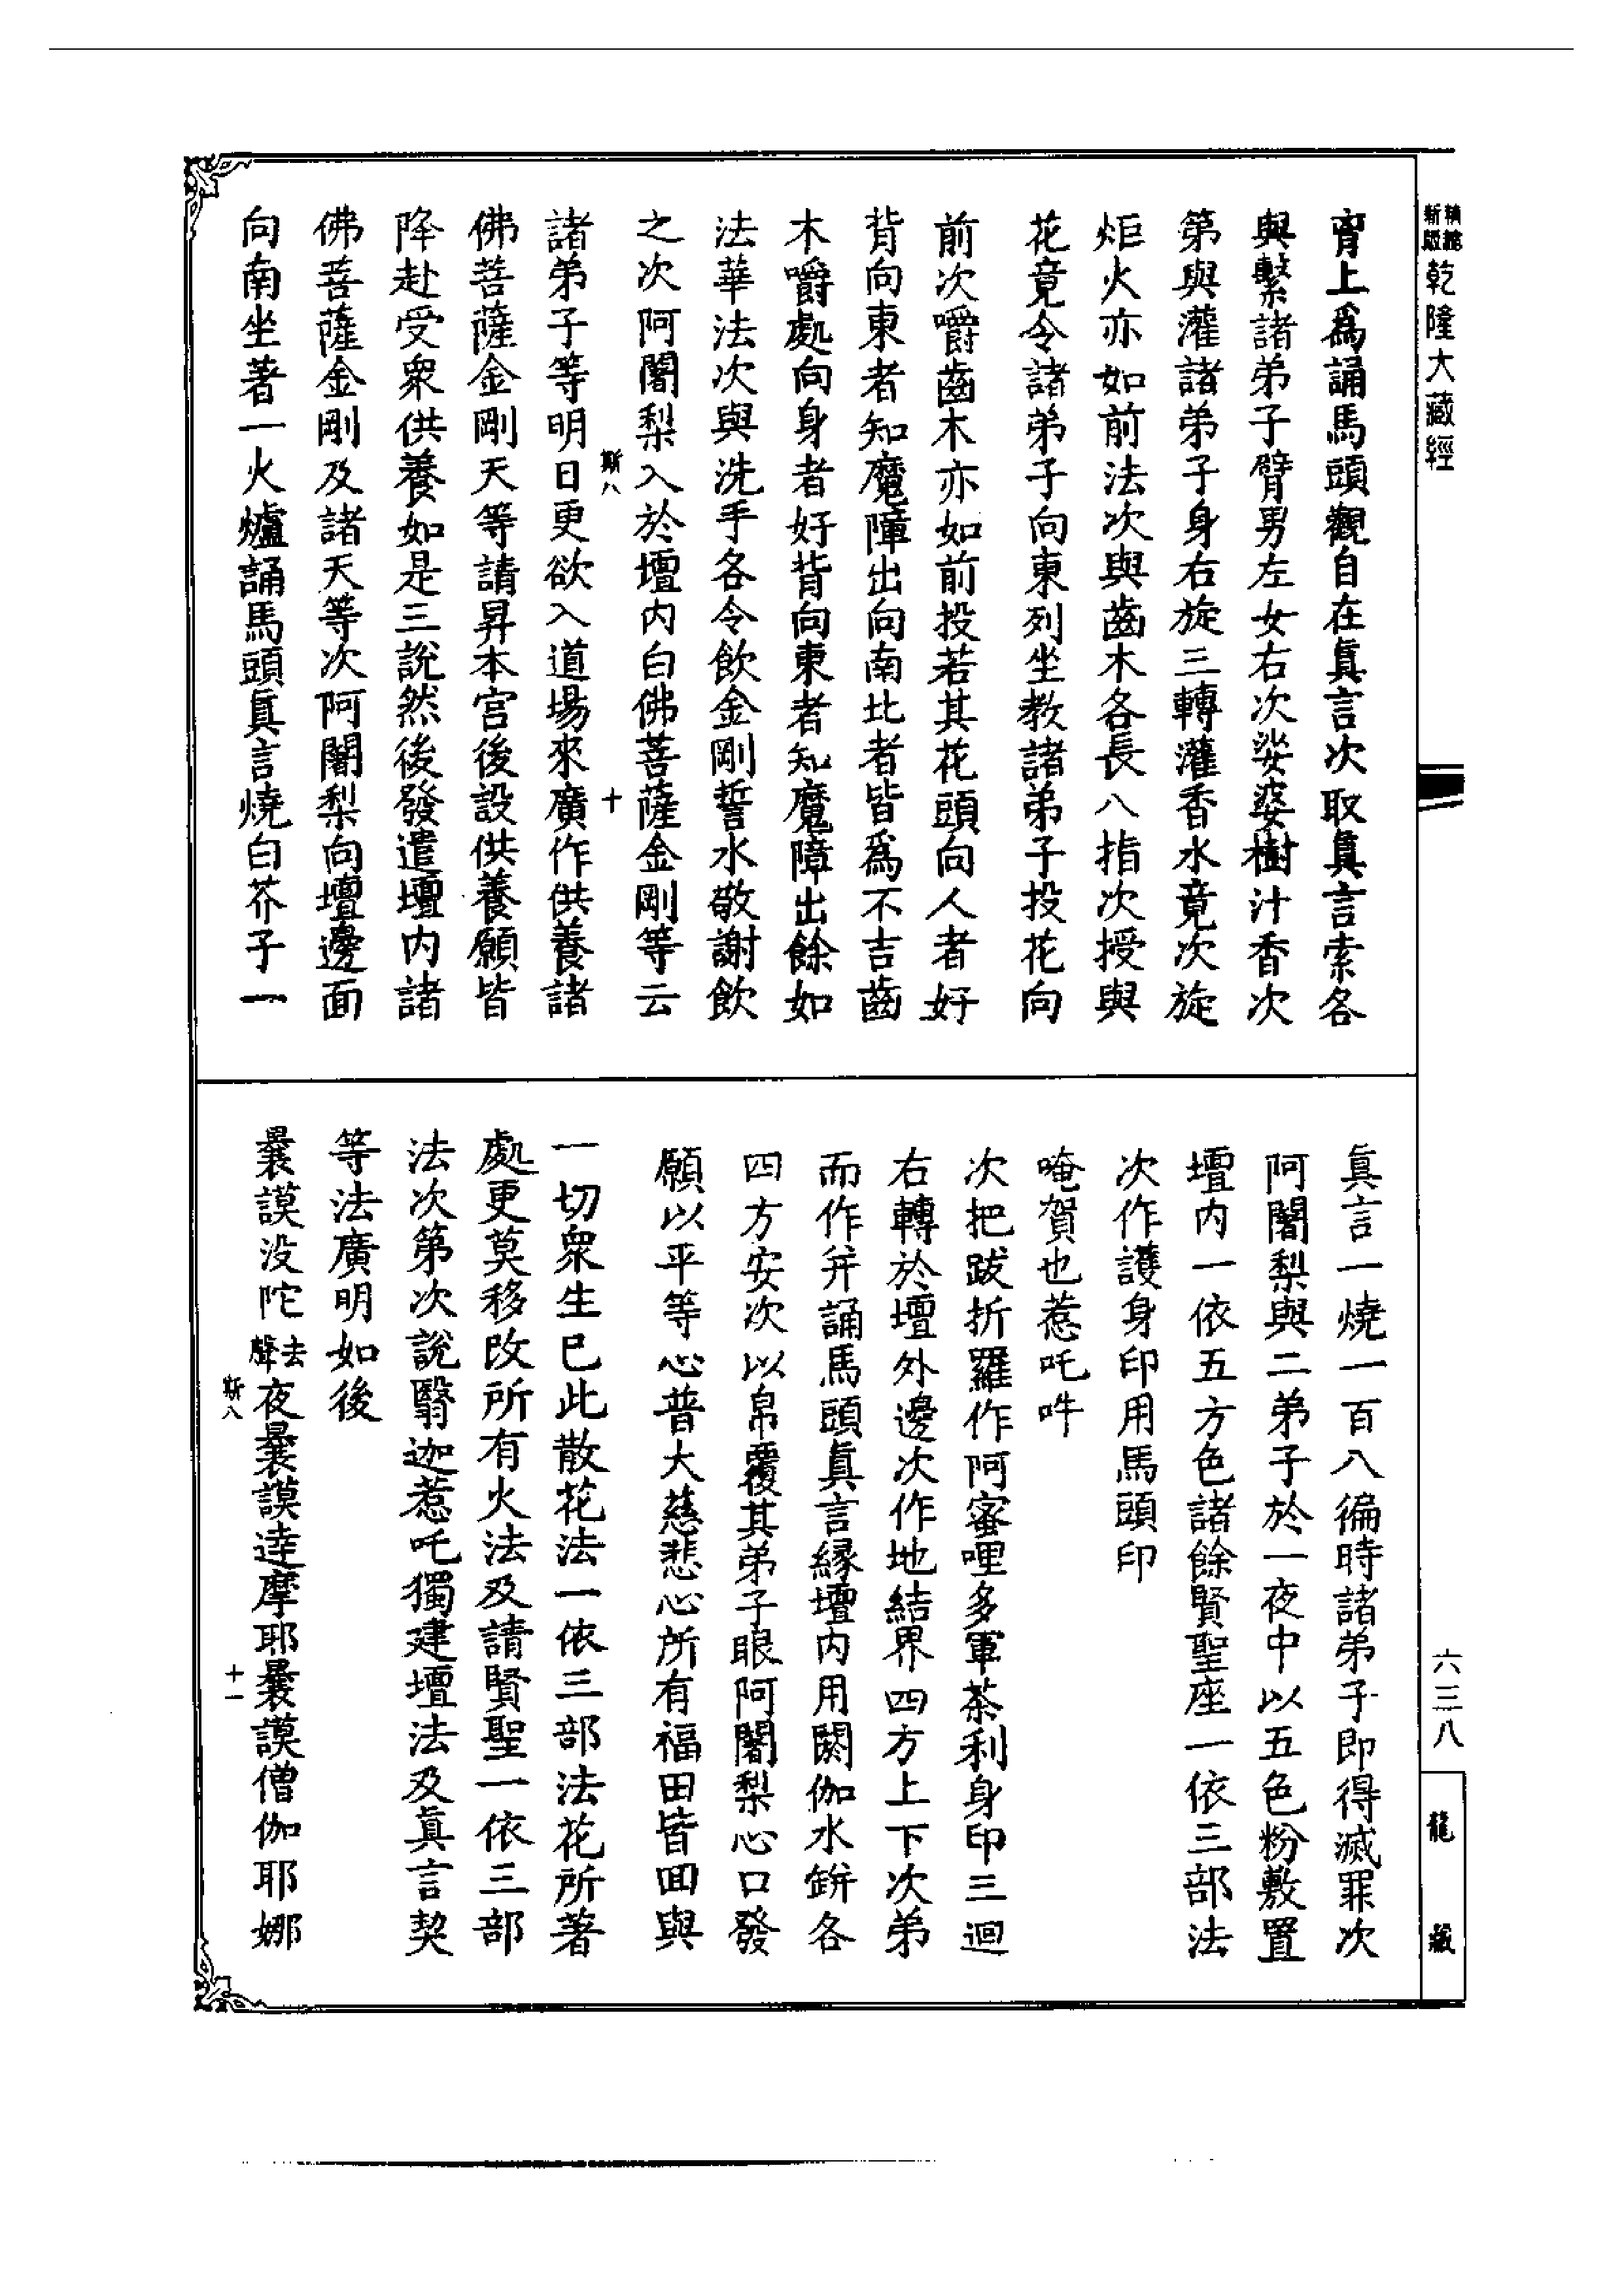 精縮
新版
乾隆大藏經
胷上爲誦馬頭觀自在眞言次取眞言索各
與繫諸弟子臂男左女右次娑婆樹汁香次
第與灌諸弟子身右旋三轉灌香水竟次旋
炬火亦如前法次與齒木各長八指次授與
花竟令諸弟子向東列坐教諸弟子投花向
前次嚼齒木亦如前投若其花頭向人者好
背向東者知魔障出向南北者皆爲不吉齒
木嚼處向身者好背向東者知魔障出餘如
法華法次與洗手各令飲金剛誓水敬謝飲
之次阿闍梨入於壇内白佛菩薩金剛等云
斯八
十
諸弟子等明日更欲入道場來廣作供養諸
佛菩薩金剛天等請昇本宮後設供養願皆
降赴受衆供養如是三說然後發遣壇内諸
佛菩薩金剛及諸天等次阿闍梨向壇邊面
向南坐著一火爐誦馬頭眞言燒白芥子一
眞言一燒一百八徧時諸弟子即得滅罪次
阿闍梨與二弟子於一夜中以五色粉敷置
壇内一依五方色諸餘賢聖座一依三部法
次作護身印用馬頭印
唵賀也惹吒吽
次把跋折羅作阿蜜哩多軍荼利身印三迴
右轉於壇外邊次作地結界四方上下次弟
而作并誦馬頭眞言緣壇内用閼伽水缾各
四方安次以帛覆其弟子眼阿闍梨心口發
願以平等心普大慈悲心所有福田皆回與
一切衆生巳此散花法一依三部法花所著
處更莫移改所有火法及請賢聖一依三部
法次第次說翳迦惹吒獨建壇法及眞言契
等法廣明如後
曩謨没陀去聲夜曩謨達摩耶曩謨僧伽耶娜
斯八
十一
六三八
龍藏